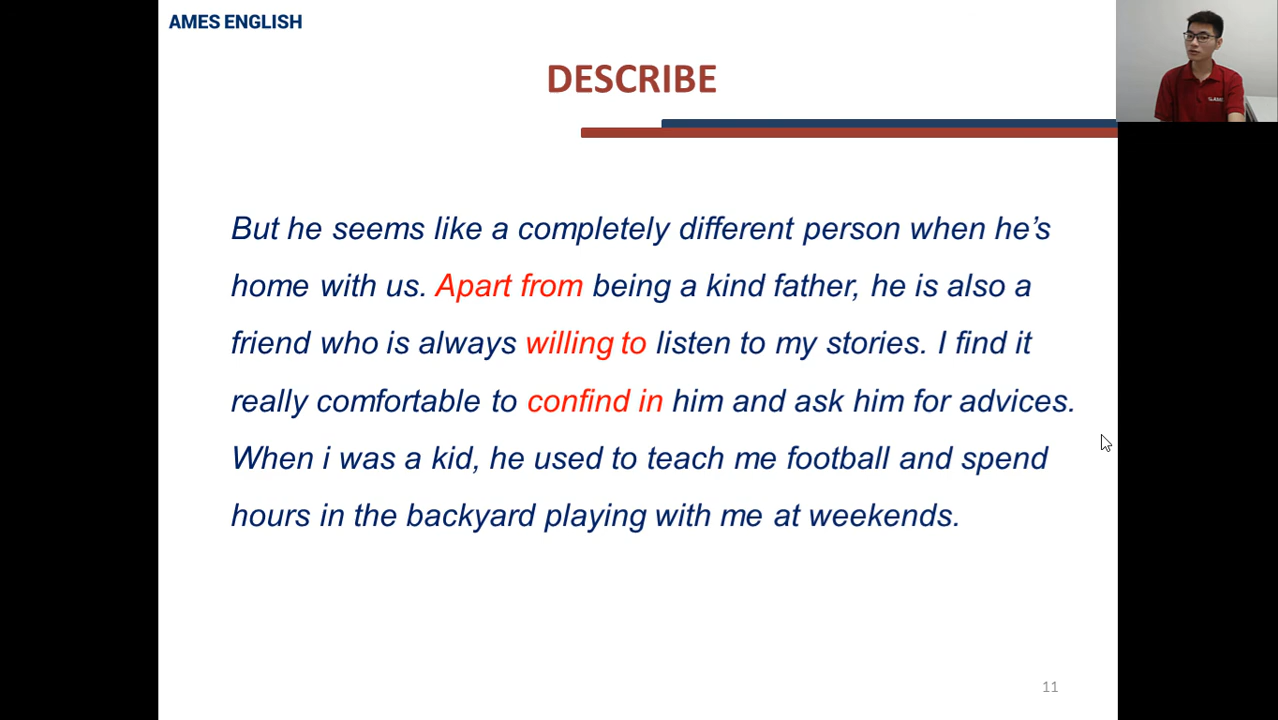 AMES ENGLISH
DESCRIBE
But he seems like a completely different person when he’s
home with us. Apart from being a kind father, he is also a
friend who is always willing to listen to my stories. I find it
really comfortable to confind in him and ask him for advices.
When i was a kid, he used to teach me football and spend
hours in the backyard playing with me at weekends.
11